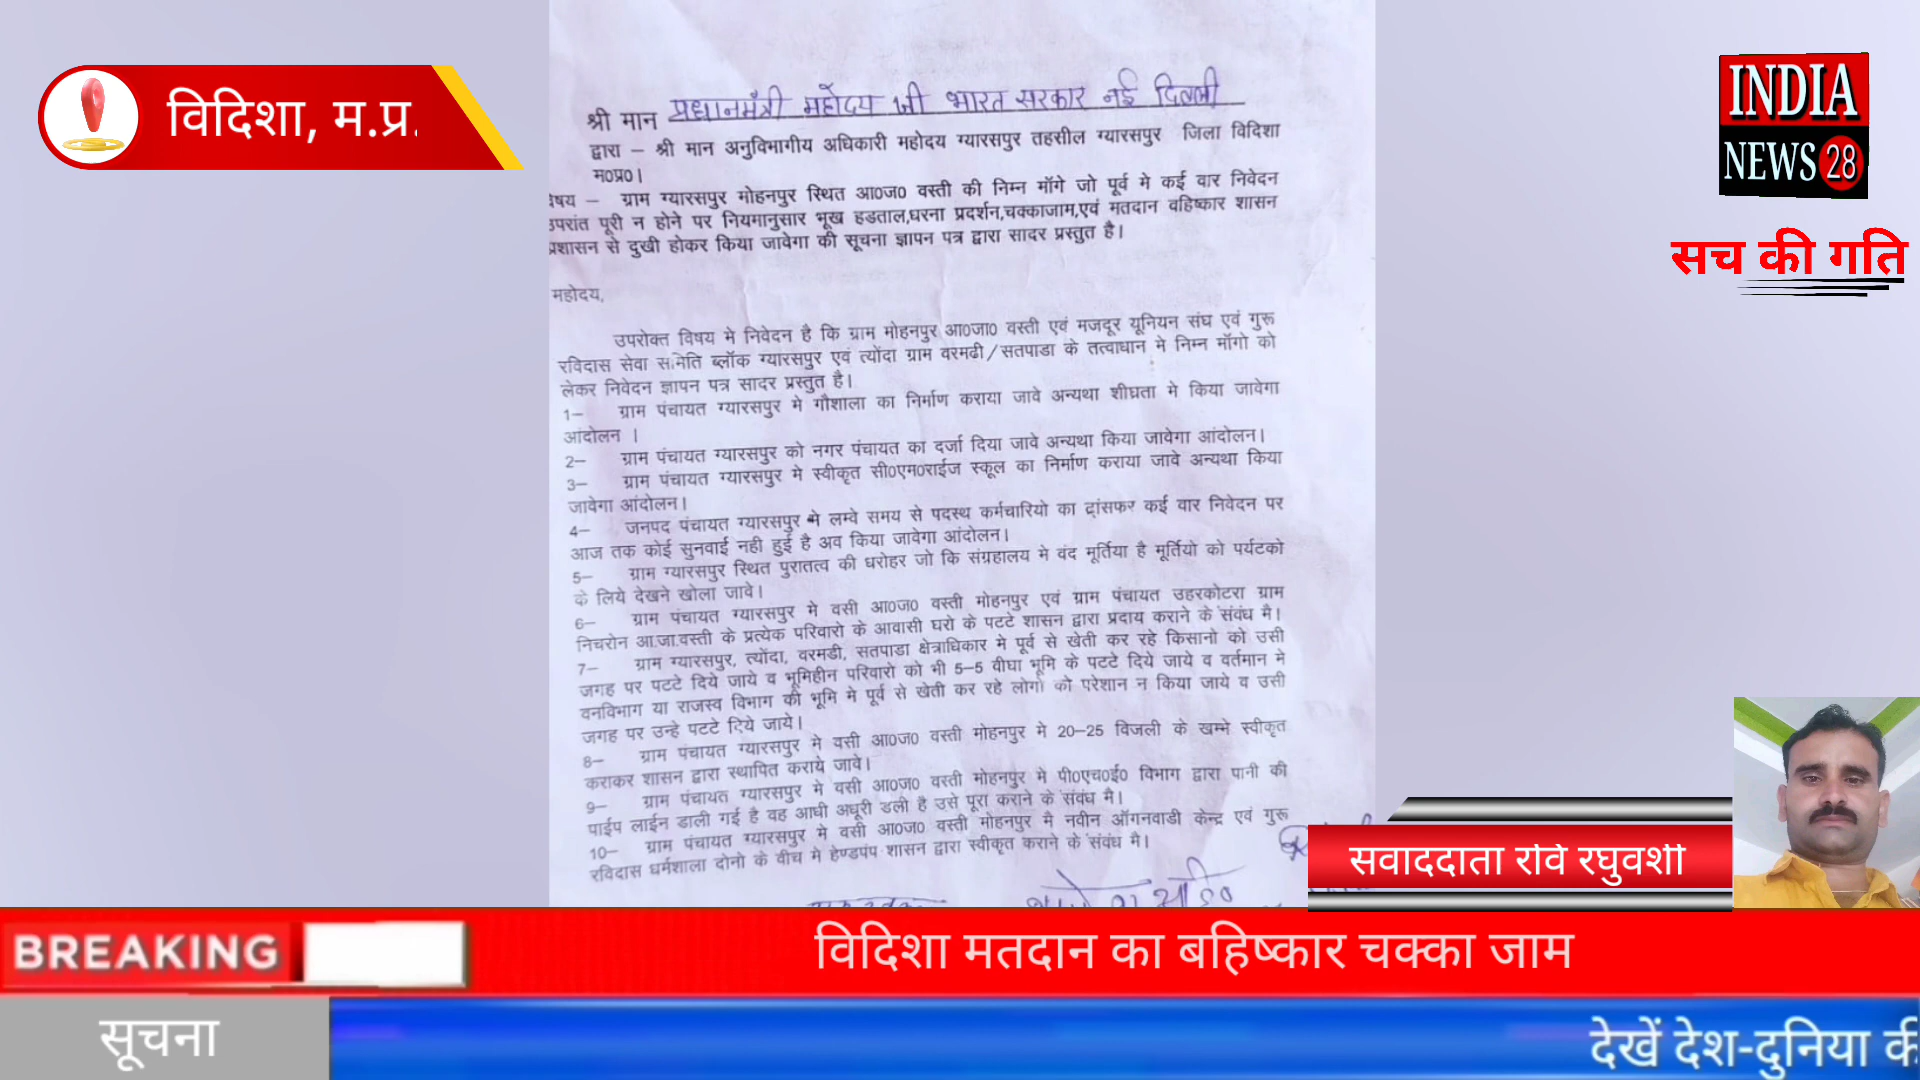 विदिशा, म.प्र.
INDIA
NEWS 28
सच की गति
श्री मान प्रधानमंत्री महोदय जी भारत सरकार नई दिल्ली
द्वारा – श्री मान अनुविभागीय अधिकारी महोदय ग्यारसपुर तहसील ग्यारसपुर जिला विदिशा
म0प्र0।
विषय – ग्राम ग्यारसपुर मोहनपुर स्थित आ0ज0 वस्ती की निम्न मॉगे जो पूर्व मे कई वार निवेदन
उपरांत पूरी न होने पर नियमानुसार भूख हडताल,धरना प्रदर्शन,चक्काजाम,एवं मतदान वहिष्कार शासन
प्रशासन से दुखी होकर किया जावेगा की सूचना ज्ञापन पत्र द्वारा सादर प्रस्तुत है।
महोदय,
उपरोक्त विषय मे निवेदन है कि ग्राम मोहनपुर आ0जा0 वस्ती एवं मजदूर यूनियन संघ एवं गुरू
रविदास सेवा समिति ब्लॉक ग्यारसपुर एवं त्योंदा ग्राम वरमढी/सतपाडा के तत्वाधान मे निम्न मॉगो को
लेकर निवेदन ज्ञापन पत्र सादर प्रस्तुत है।
1– ग्राम पंचायत ग्यारसपुर मे गौशाला का निर्माण कराया जावे अन्यथा शीघ्रता मे किया जावेगा
आंदोलन ।
2– ग्राम पंचायत ग्यारसपुर को नगर पंचायत का दर्जा दिया जावे अन्यथा किया जावेगा आंदोलन।
3– ग्राम पंचायत ग्यारसपुर मे स्वीकृत सी0एम0राईज स्कूल का निर्माण कराया जावे अन्यथा किया
जावेगा आंदोलन।
4– जनपद पंचायत ग्यारसपुर मे लम्वे समय से पदस्थ कर्मचारियो का ट्रांसफर कई वार निवेदन पर
आज तक कोई सुनवाई नही हुई है अव किया जावेगा आंदोलन।
5– ग्राम ग्यारसपुर स्थित पुरातत्व की धरोहर जो कि संग्रहालय मे वंद मूर्तिया है मूर्तियो को पर्यटको
के लिये देखने खोला जावे।
6– ग्राम पंचायत ग्यारसपुर मे वसी आ0ज0 वस्ती मोहनपुर एवं ग्राम पंचायत उहरकोटरा ग्राम
निचरोन आ.जा.वस्ती के प्रत्येक परिवारो के आवासी घरो के पटटे शासन द्वारा प्रदाय कराने के संवंध मै।
7– ग्राम ग्यारसपुर, त्योंदा, वरमडी, सतपाडा क्षेत्राधिकार मे पूर्व से खेती कर रहे किसानो को उसी
जगह पर पटटे दिये जाये व भूमिहीन परिवारो को भी 5–5 वीघा भूमि के पटटे दिये जाये व वर्तमान मे
वनविभाग या राजस्व विभाग की भूमि मे पूर्व से खेती कर रहे लोगो को परेशान न किया जाये व उसी
जगह पर उन्हे पटटे दिये जाये।
8– ग्राम पंचायत ग्यारसपुर मे वसी आ0ज0 वस्ती मोहनपुर मे 20–25 विजली के खम्भे स्वीकृत
कराकर शासन द्वारा स्थापित कराये जावे।
9– ग्राम पंचायत ग्यारसपुर मे वसी आ0ज0 वस्ती मोहनपुर मे पी0एच0ई0 विभाग द्वारा पानी की
पाईप लाईन डाली गई है वह आधी अधूरी डली है उसे पूरा कराने के संवंध मै।
10– ग्राम पंचायत ग्यारसपुर मे वसी आ0ज0 वस्ती मोहनपुर मै नवीन ऑगनवाडी केन्द्र एवं गुरू
रविदास धर्मशाला दोनो के वीच मे हेण्डपंप शासन द्वारा स्वीकृत कराने के संवंध मै।
संवाददाता रवि रघुवंशी
BREAKING
विदिशा मतदान का बहिष्कार चक्का जाम
सूचना
देखें देश-दुनिया की